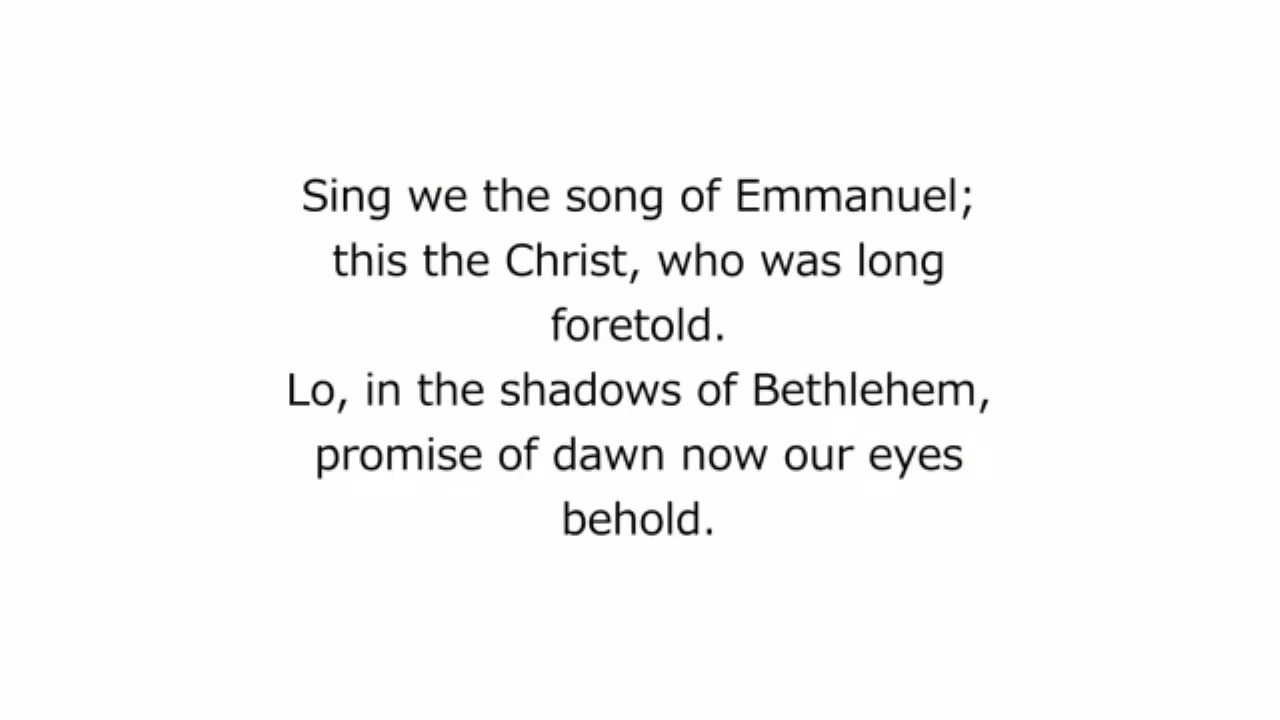 Sing we the song of Emmanuel;
this the Christ, who was long
foretold.
Lo, in the shadows of Bethlehem,
promise of dawn now our eyes
behold.